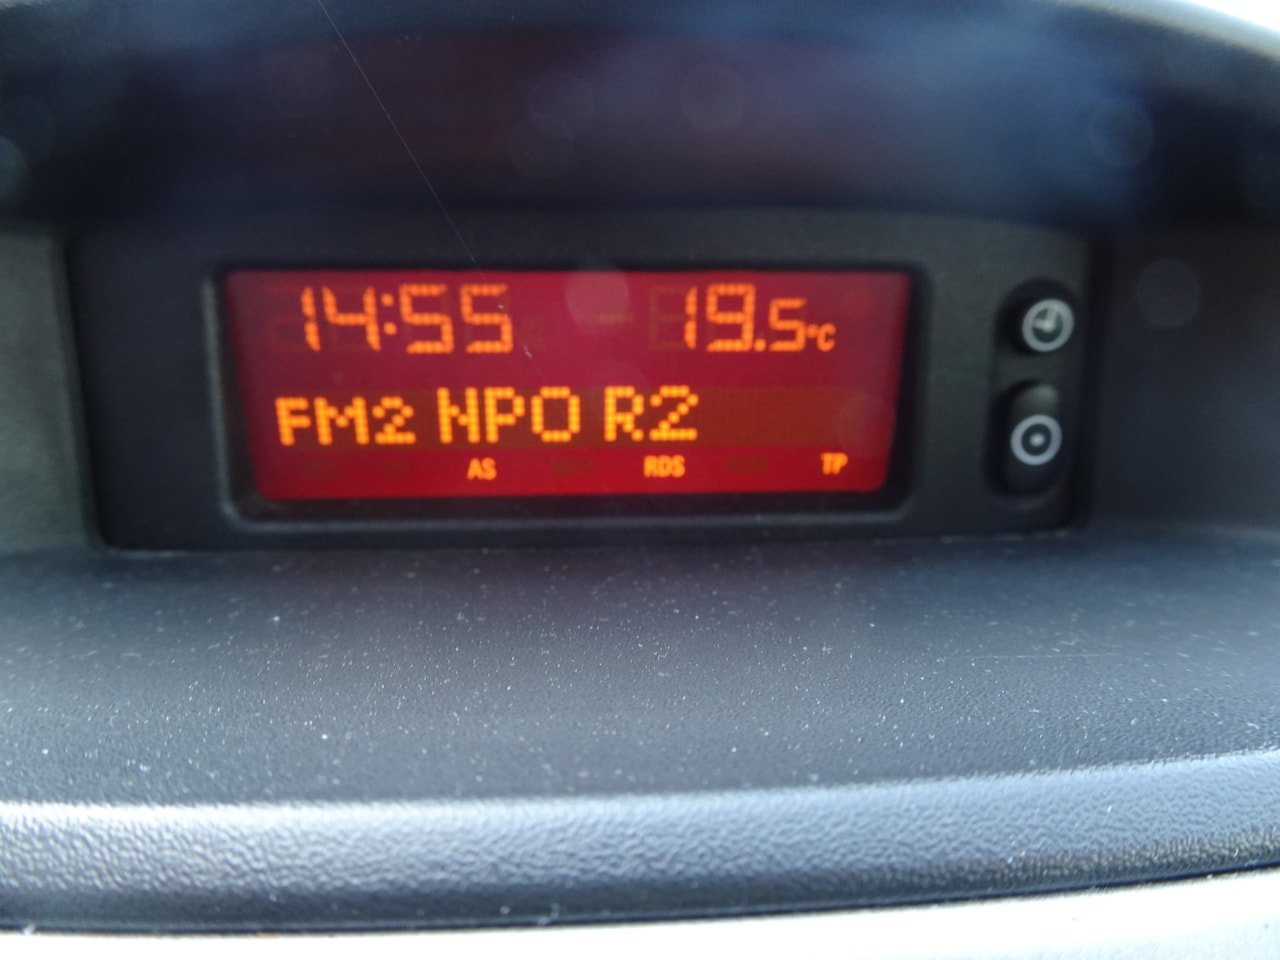 14:55 19.5°C
FM2 NPO R2
AS RDS TP